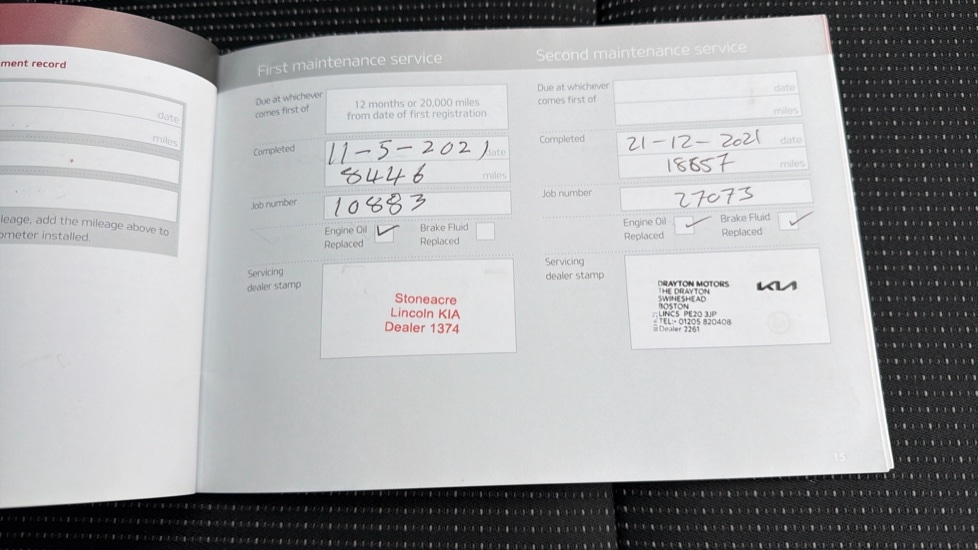 ment record
date
miles
leage, add the mileage above to
ometer installed.
First maintenance service
Due at whichever
comes first of
12 months or 20,000 miles
from date of first registration
Completed
11-5-2021 date
8446 miles
Job number
10883
Engine Oil
Replaced
Brake Fluid
Replaced
Servicing
dealer stamp
Stoneacre
Lincoln KIA
Dealer 1374
Second maintenance service
Due at whichever
comes first of
date
miles
Completed
21-12-2021 date
18657 miles
Job number
27073
Engine Oil
Replaced
Brake Fluid
Replaced
Servicing
dealer stamp
DRAYTON MOTORS
THE DRAYTON
SWINESHEAD
BOSTON
LINCS PE20 3JP
TEL:- 01205 820408
Dealer 2261
KIA
15